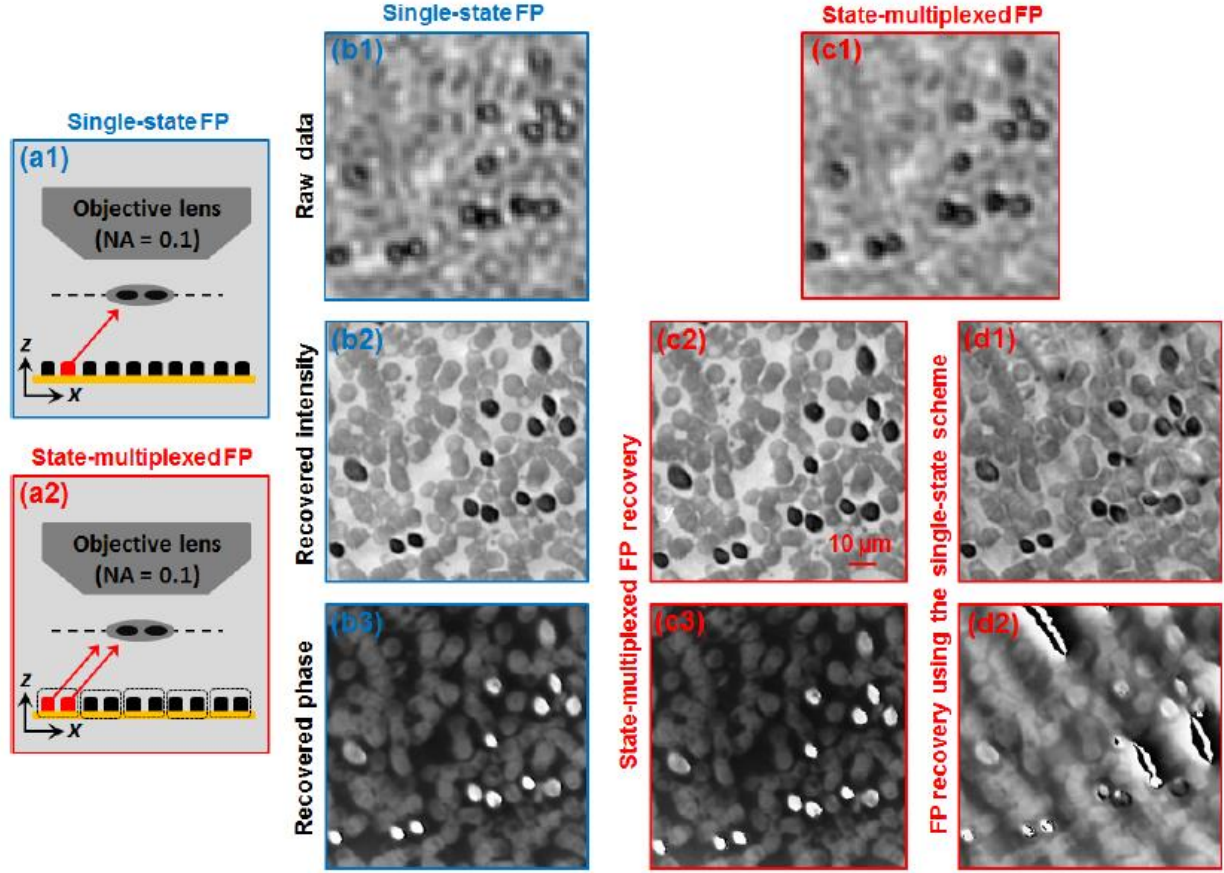 Single-state FP
State-multiplexed FP
(b1)
(c1)
Raw data
Single-state FP
(a1)
Objective lens
(NA = 0.1)
z
x
State-multiplexed FP
(a2)
Objective lens
(NA = 0.1)
z
x
Recovered intensity
(b2)
State-multiplexed FP recovery
(c2)
10 µm
FP recovery using the single-state scheme
(d1)
Recovered phase
(b3)
(c3)
(d2)